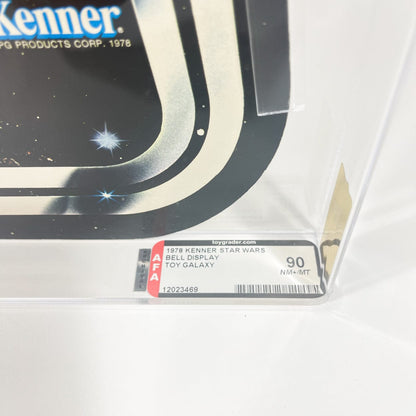 Kenner®
PG PRODUCTS CORP. 1978
toygrader.com
AFA
1978 KENNER STAR WARS
BELL DISPLAY
TOY GALAXY
90
NM+/MT
12023469